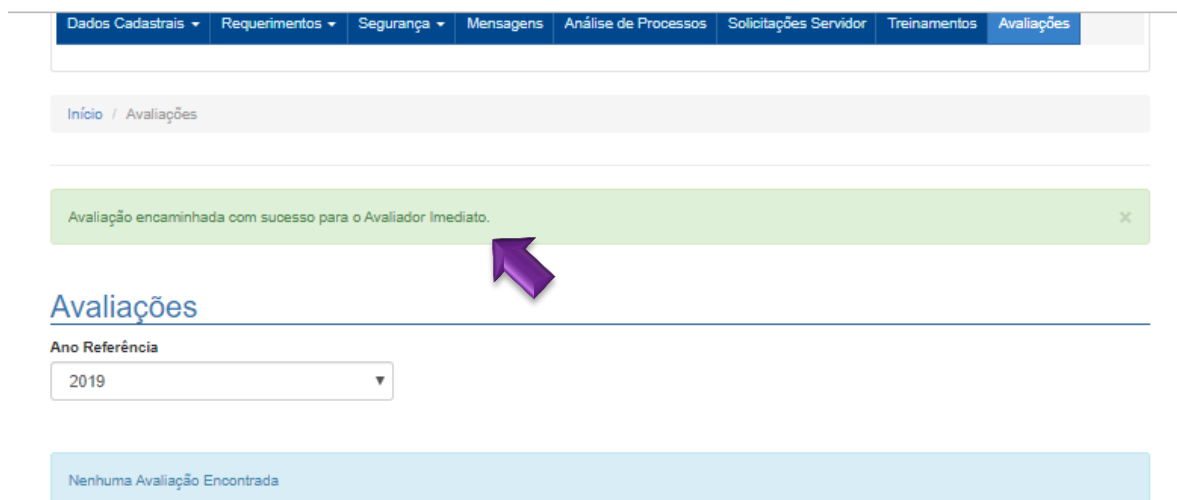 Dados Cadastrais Requerimentos Segurança Mensagens Análise de Processos Solicitações Servidor Treinamentos Avaliações
Início / Avaliações
Avaliação encaminhada com sucesso para o Avaliador Imediato. ×
Avaliações
Ano Referência
2019
Nenhuma Avaliação Encontrada